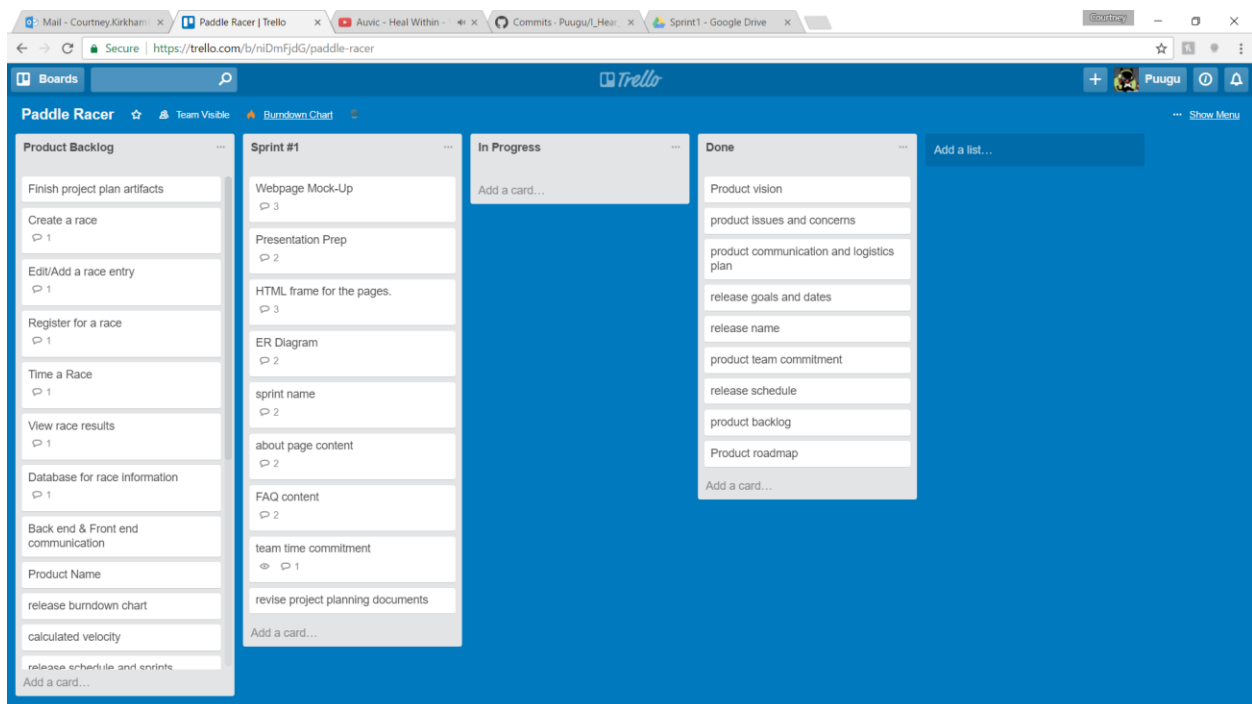 Mail - Courtney.Kirkham
Paddle Racer | Trello
Auvic - Heal Within -
Commits · Puugu/I_Hear
Sprint1 - Google Drive
Courtney
Secure
https://trello.com/b/niDmFjdG/paddle-racer
Boards
Trello
Puugu
Paddle Racer
Team Visible
Burndown Chart
... Show Menu
Product Backlog
...
Finish project plan artifacts
Create a race
1
Edit/Add a race entry
1
Register for a race
1
Time a Race
1
View race results
1
Database for race information
1
Back end & Front end
communication
Product Name
release burndown chart
calculated velocity
release schedule and sprints
Add a card...
Sprint #1
...
Webpage Mock-Up
3
Presentation Prep
2
HTML frame for the pages.
3
ER Diagram
2
sprint name
2
about page content
2
FAQ content
2
team time commitment
1
revise project planning documents
Add a card...
In Progress
...
Add a card...
Done
...
Product vision
product issues and concerns
product communication and logistics
plan
release goals and dates
release name
product team commitment
release schedule
product backlog
Product roadmap
Add a card...
Add a list...